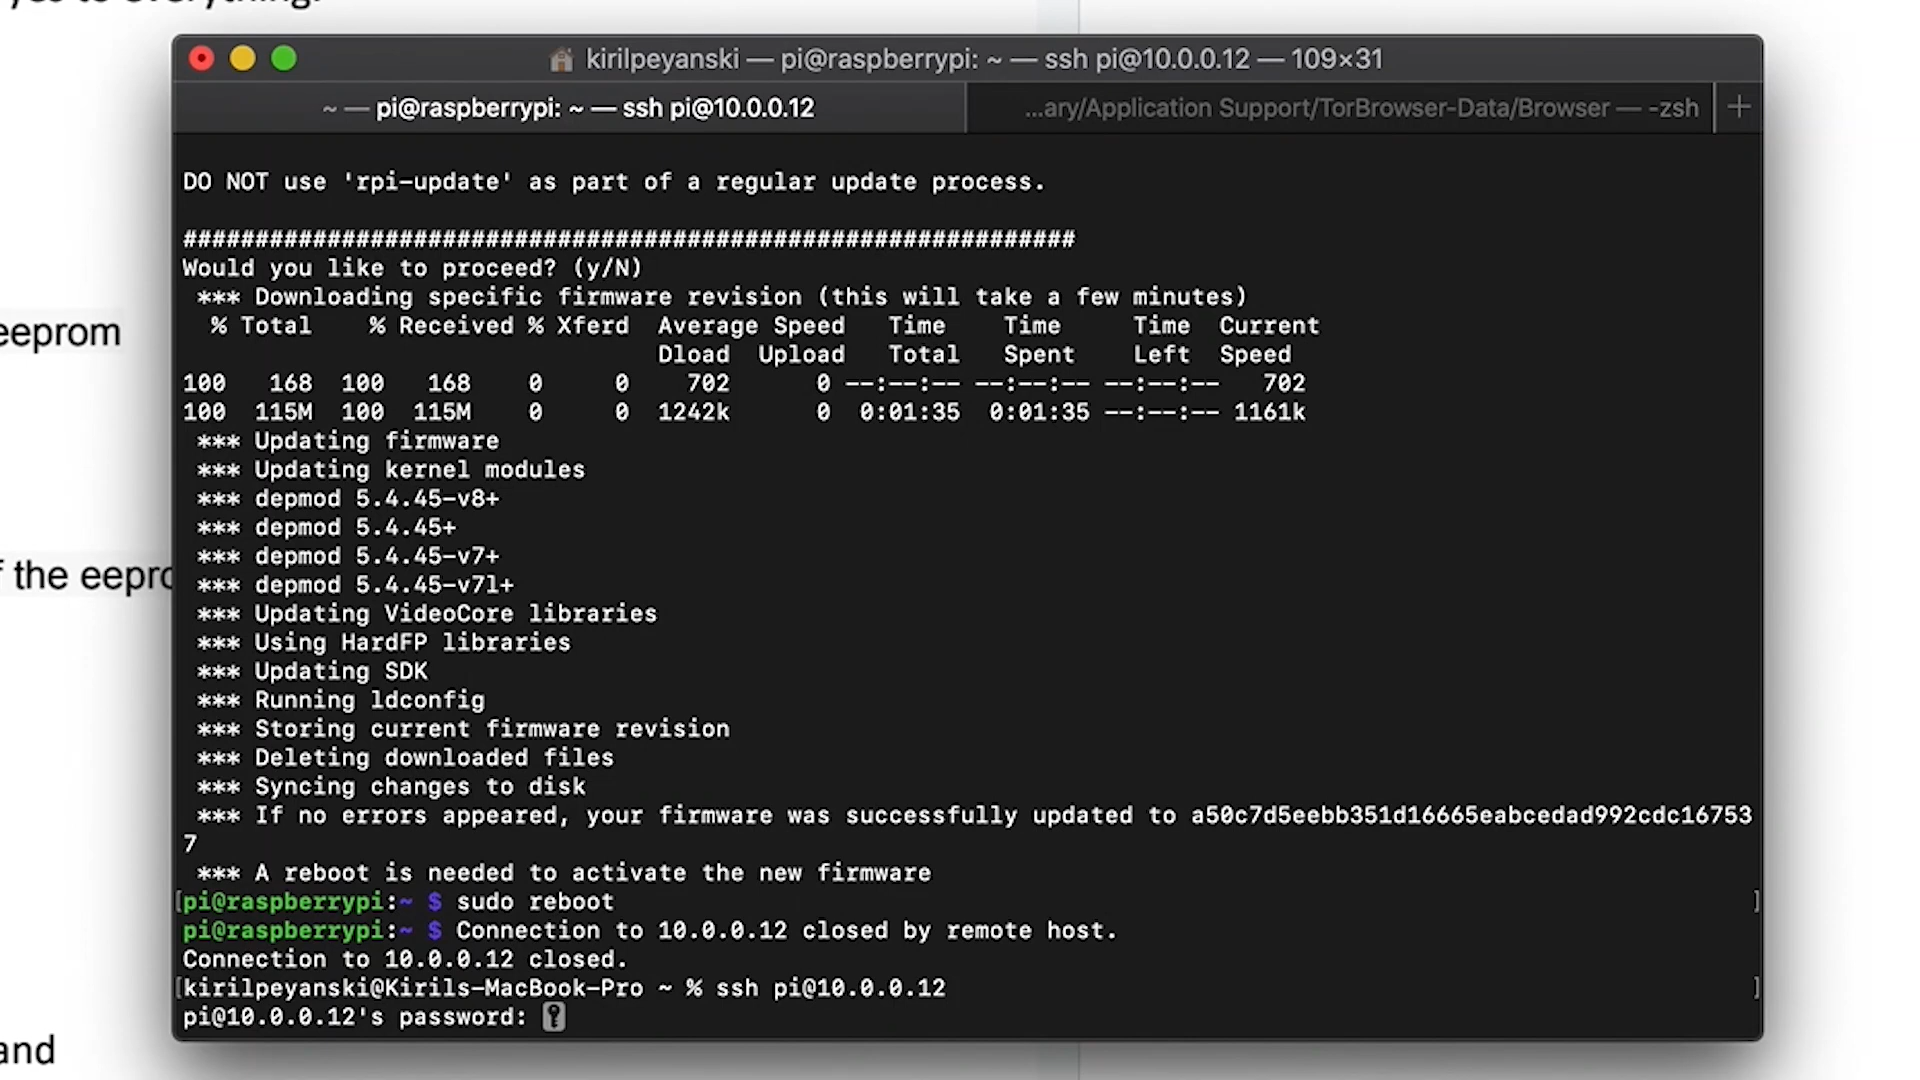 yes to everything.
kirilpeyanski — pi@raspberrypi: ~ — ssh pi@10.0.0.12 — 109×31
~ — pi@raspberrypi: ~ — ssh pi@10.0.0.12
...ary/Application Support/TorBrowser-Data/Browser — -zsh
+
DO NOT use 'rpi-update' as part of a regular update process.
##############################################################
Would you like to proceed? (y/N)
*** Downloading specific firmware revision (this will take a few minutes)
% Total % Received % Xferd Average Speed Time Time Time Current
Dload Upload Total Spent Left Speed
100 168 100 168 0 0 702 0 --:--:-- --:--:-- --:--:-- 702
100 115M 100 115M 0 0 1242k 0 0:01:35 0:01:35 --:--:-- 1161k
*** Updating firmware
*** Updating kernel modules
*** depmod 5.4.45-v8+
*** depmod 5.4.45+
*** depmod 5.4.45-v7+
*** depmod 5.4.45-v7l+
*** Updating VideoCore libraries
*** Using HardFP libraries
*** Updating SDK
*** Running ldconfig
*** Storing current firmware revision
*** Deleting downloaded files
*** Syncing changes to disk
*** If no errors appeared, your firmware was successfully updated to a50c7d5eebb351d16665eabcedad992cdc16753
7
*** A reboot is needed to activate the new firmware
[pi@raspberrypi:~ $ sudo reboot ]
pi@raspberrypi:~ $ Connection to 10.0.0.12 closed by remote host.
Connection to 10.0.0.12 closed.
[kirilpeyanski@Kirils-MacBook-Pro ~ % ssh pi@10.0.0.12 ]
pi@10.0.0.12's password:
eeprom
f the eepro
and